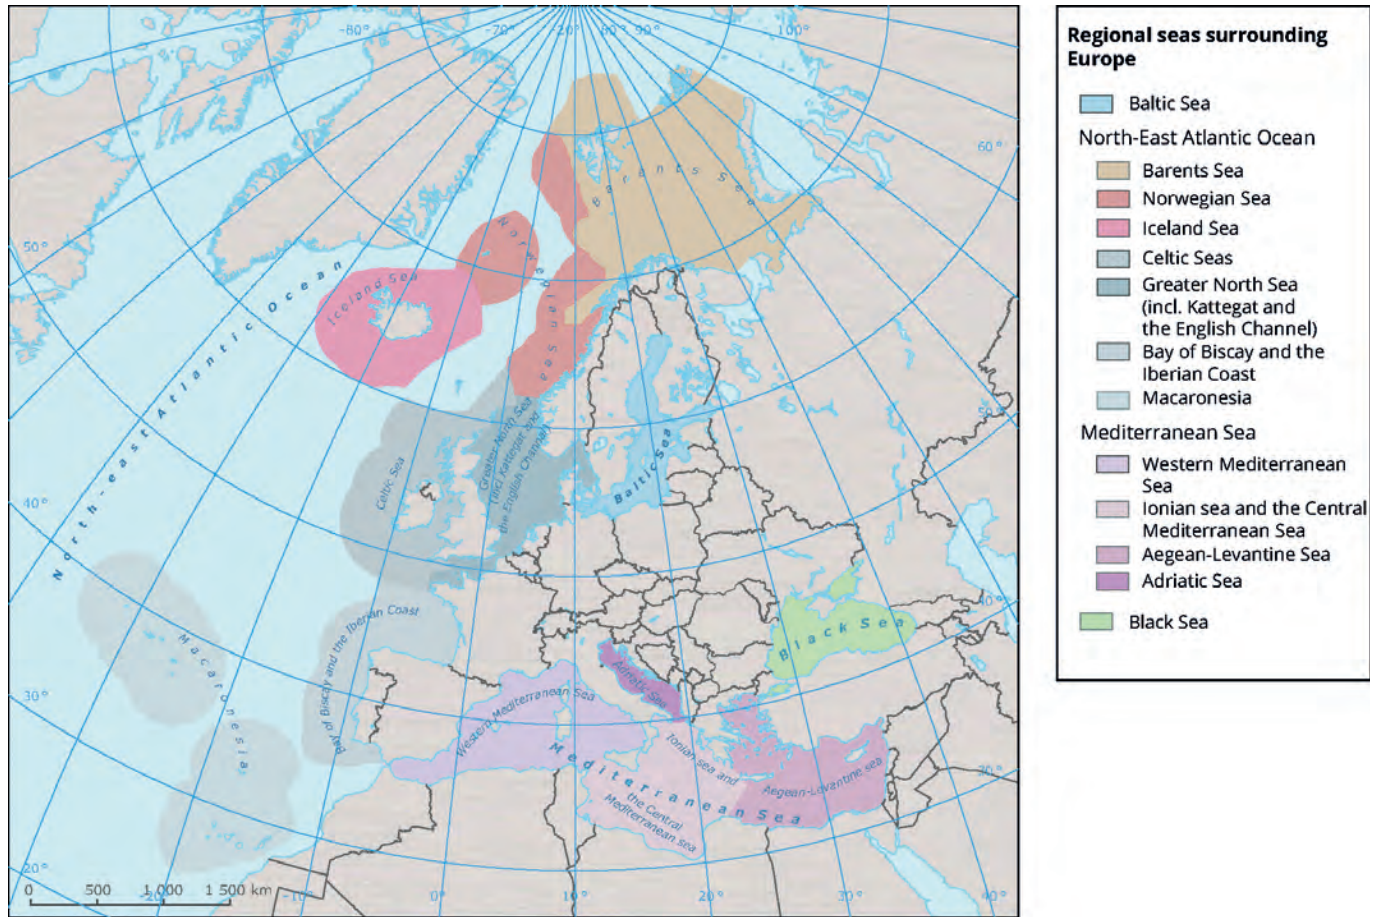 -80°
-70°
-20°
80°
90°
100°
60°
50°
40°
30°
20°
50°
40°
30°
-20°
-10°
0°
10°
20°
30°
40°
Barents Sea
Norwegian Sea
Iceland Sea
North-east Atlantic Ocean
Celtic Sea
Greater North Sea
(incl. Kattegat and
the English Channel)
Baltic Sea
Bay of Biscay and the Iberian Coast
Macaronesia
Black Sea
Adriatic Sea
Western Mediterranean Sea
Mediterranean Sea
Ionian sea and
the Central
Mediterranean sea
Aegean-Levantine sea
0 500 1 000 1 500 km
Regional seas surrounding
Europe
Baltic Sea
North-East Atlantic Ocean
Barents Sea
Norwegian Sea
Iceland Sea
Celtic Seas
Greater North Sea
(incl. Kattegat and
the English Channel)
Bay of Biscay and the
Iberian Coast
Macaronesia
Mediterranean Sea
Western Mediterranean
Sea
Ionian sea and the Central
Mediterranean Sea
Aegean-Levantine Sea
Adriatic Sea
Black Sea